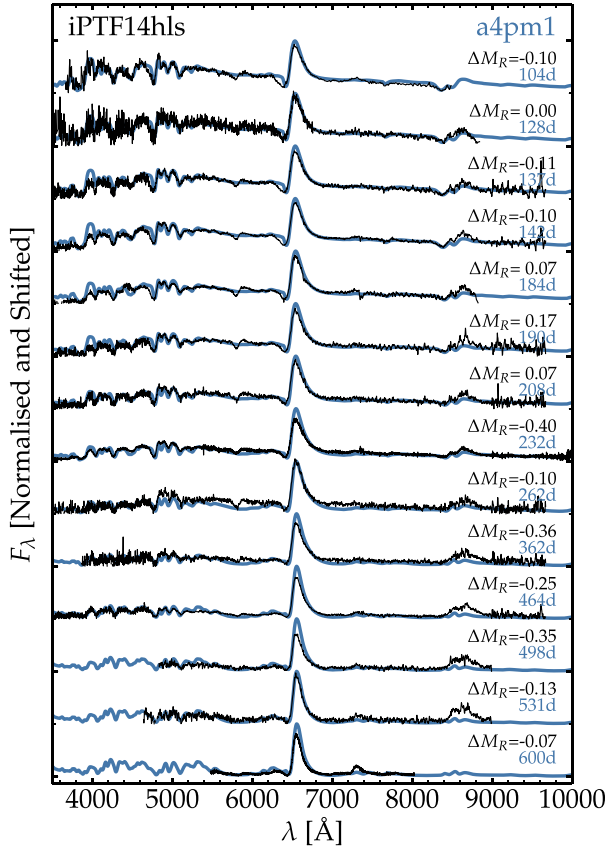 iPTF14hls a4pm1
ΔM_R=-0.10
104d
ΔM_R= 0.00
128d
ΔM_R=-0.11
137d
ΔM_R=-0.10
142d
ΔM_R= 0.07
184d
ΔM_R= 0.17
190d
ΔM_R= 0.07
208d
ΔM_R=-0.40
232d
ΔM_R=-0.10
262d
ΔM_R=-0.36
362d
ΔM_R=-0.25
464d
ΔM_R=-0.35
498d
ΔM_R=-0.13
531d
ΔM_R=-0.07
600d
F_λ [Normalised and Shifted]
4000 5000 6000 7000 8000 9000 10000
λ [Å]